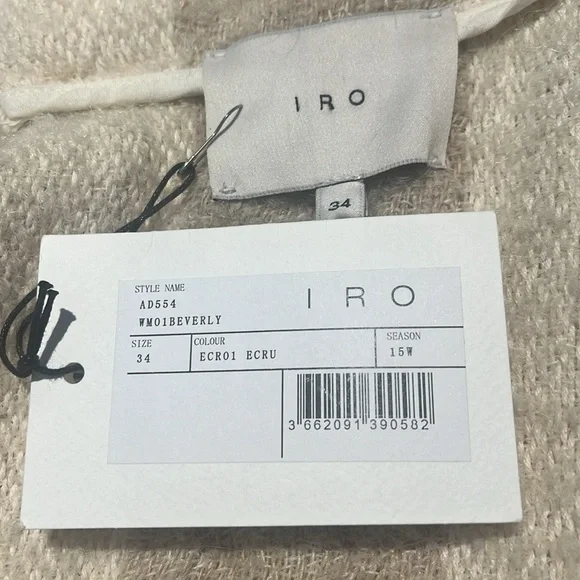 IRO
34
STYLE NAME
AD554
WM01BEVERLY
IRO
SIZE
34
COLOUR
ECR01 ECRU
SEASON
15W
3 662091 390582